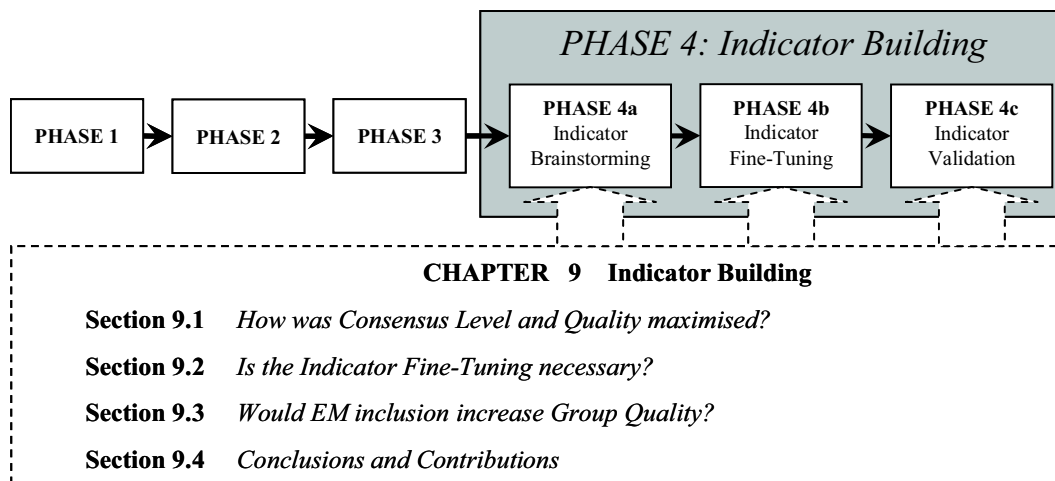 PHASE 4: Indicator Building
PHASE 1
PHASE 2
PHASE 3
PHASE 4a
Indicator
Brainstorming
PHASE 4b
Indicator
Fine-Tuning
PHASE 4c
Indicator
Validation
CHAPTER 9 Indicator Building
Section 9.1 How was Consensus Level and Quality maximised?
Section 9.2 Is the Indicator Fine-Tuning necessary?
Section 9.3 Would EM inclusion increase Group Quality?
Section 9.4 Conclusions and Contributions